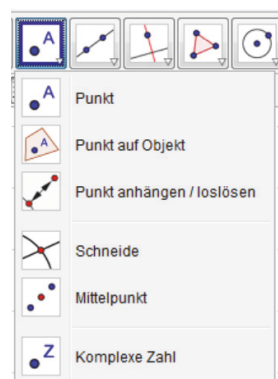 A
A
Punkt
A
Punkt auf Objekt
Punkt anhängen / loslösen
Schneide
Mittelpunkt
Z
Komplexe Zahl